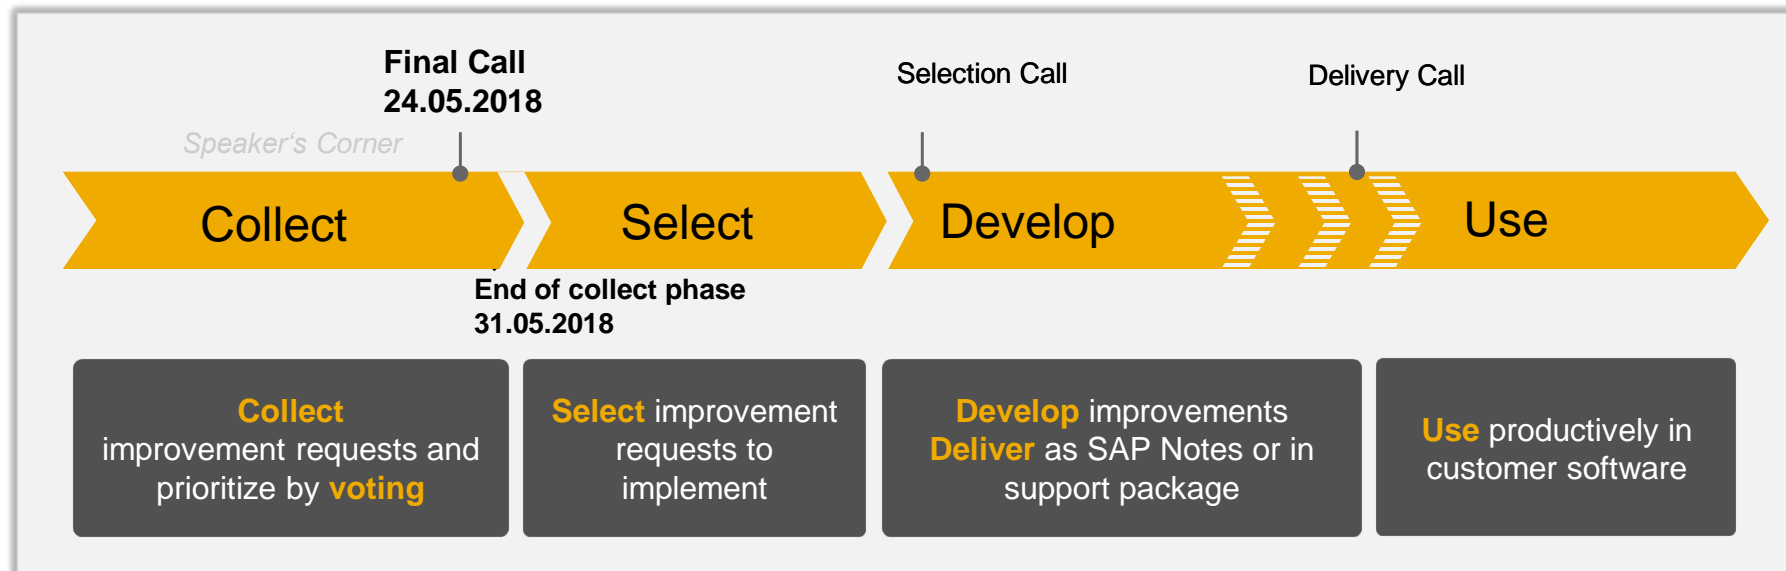 Final Call
24.05.2018
Selection Call
Delivery Call
Speaker‘s Corner
Collect
Select
Develop
Use
End of collect phase
31.05.2018
Collect
improvement requests and
prioritize by voting
Select improvement
requests to
implement
Develop improvements
Deliver as SAP Notes or in
support package
Use productively in
customer software